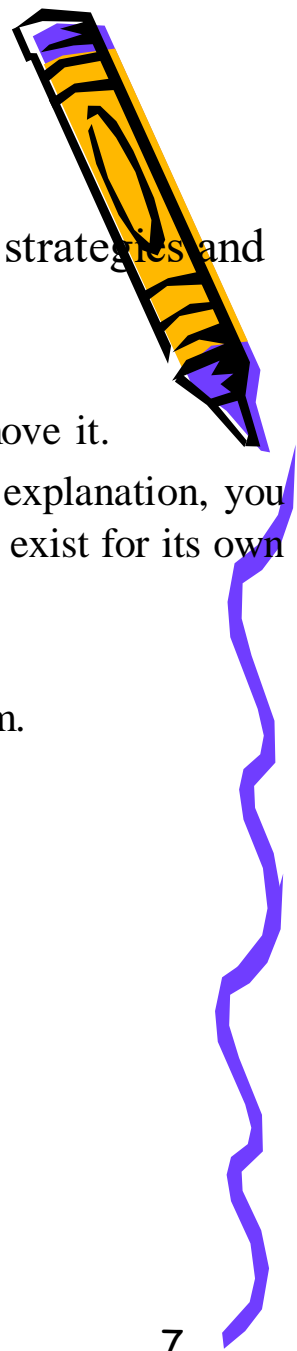 strategies and
ove it.
explanation, you
exist for its own
n.
7